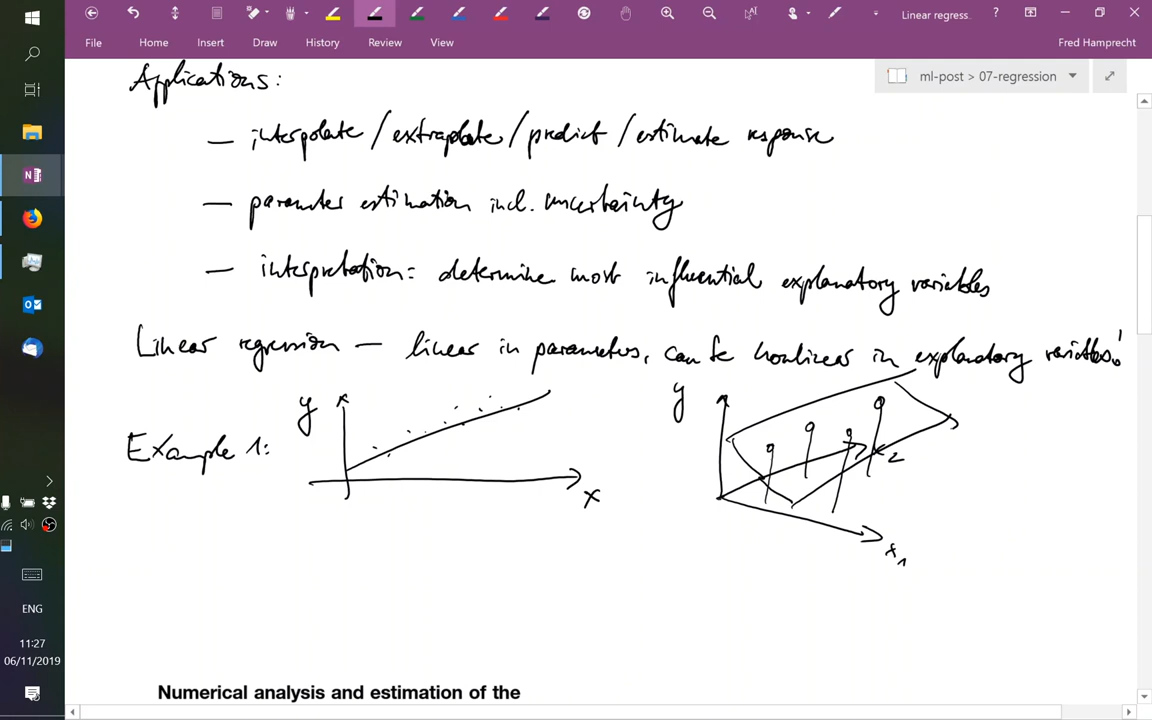 Linear regress...
Fred Hamprecht
File Home Insert Draw History Review View
ml-post > 07-regression
Applications:
— interpolate / extrapolate / predict / estimate response
— parameter estimation incl. uncertainty
— interpretation: determine most influential explanatory variables
Linear regression — linear in parameters, can be nonlinear in explanatory variables!
Example 1:
y
x
y
x2
x1
ENG
11:27
06/11/2019
Numerical analysis and estimation of the